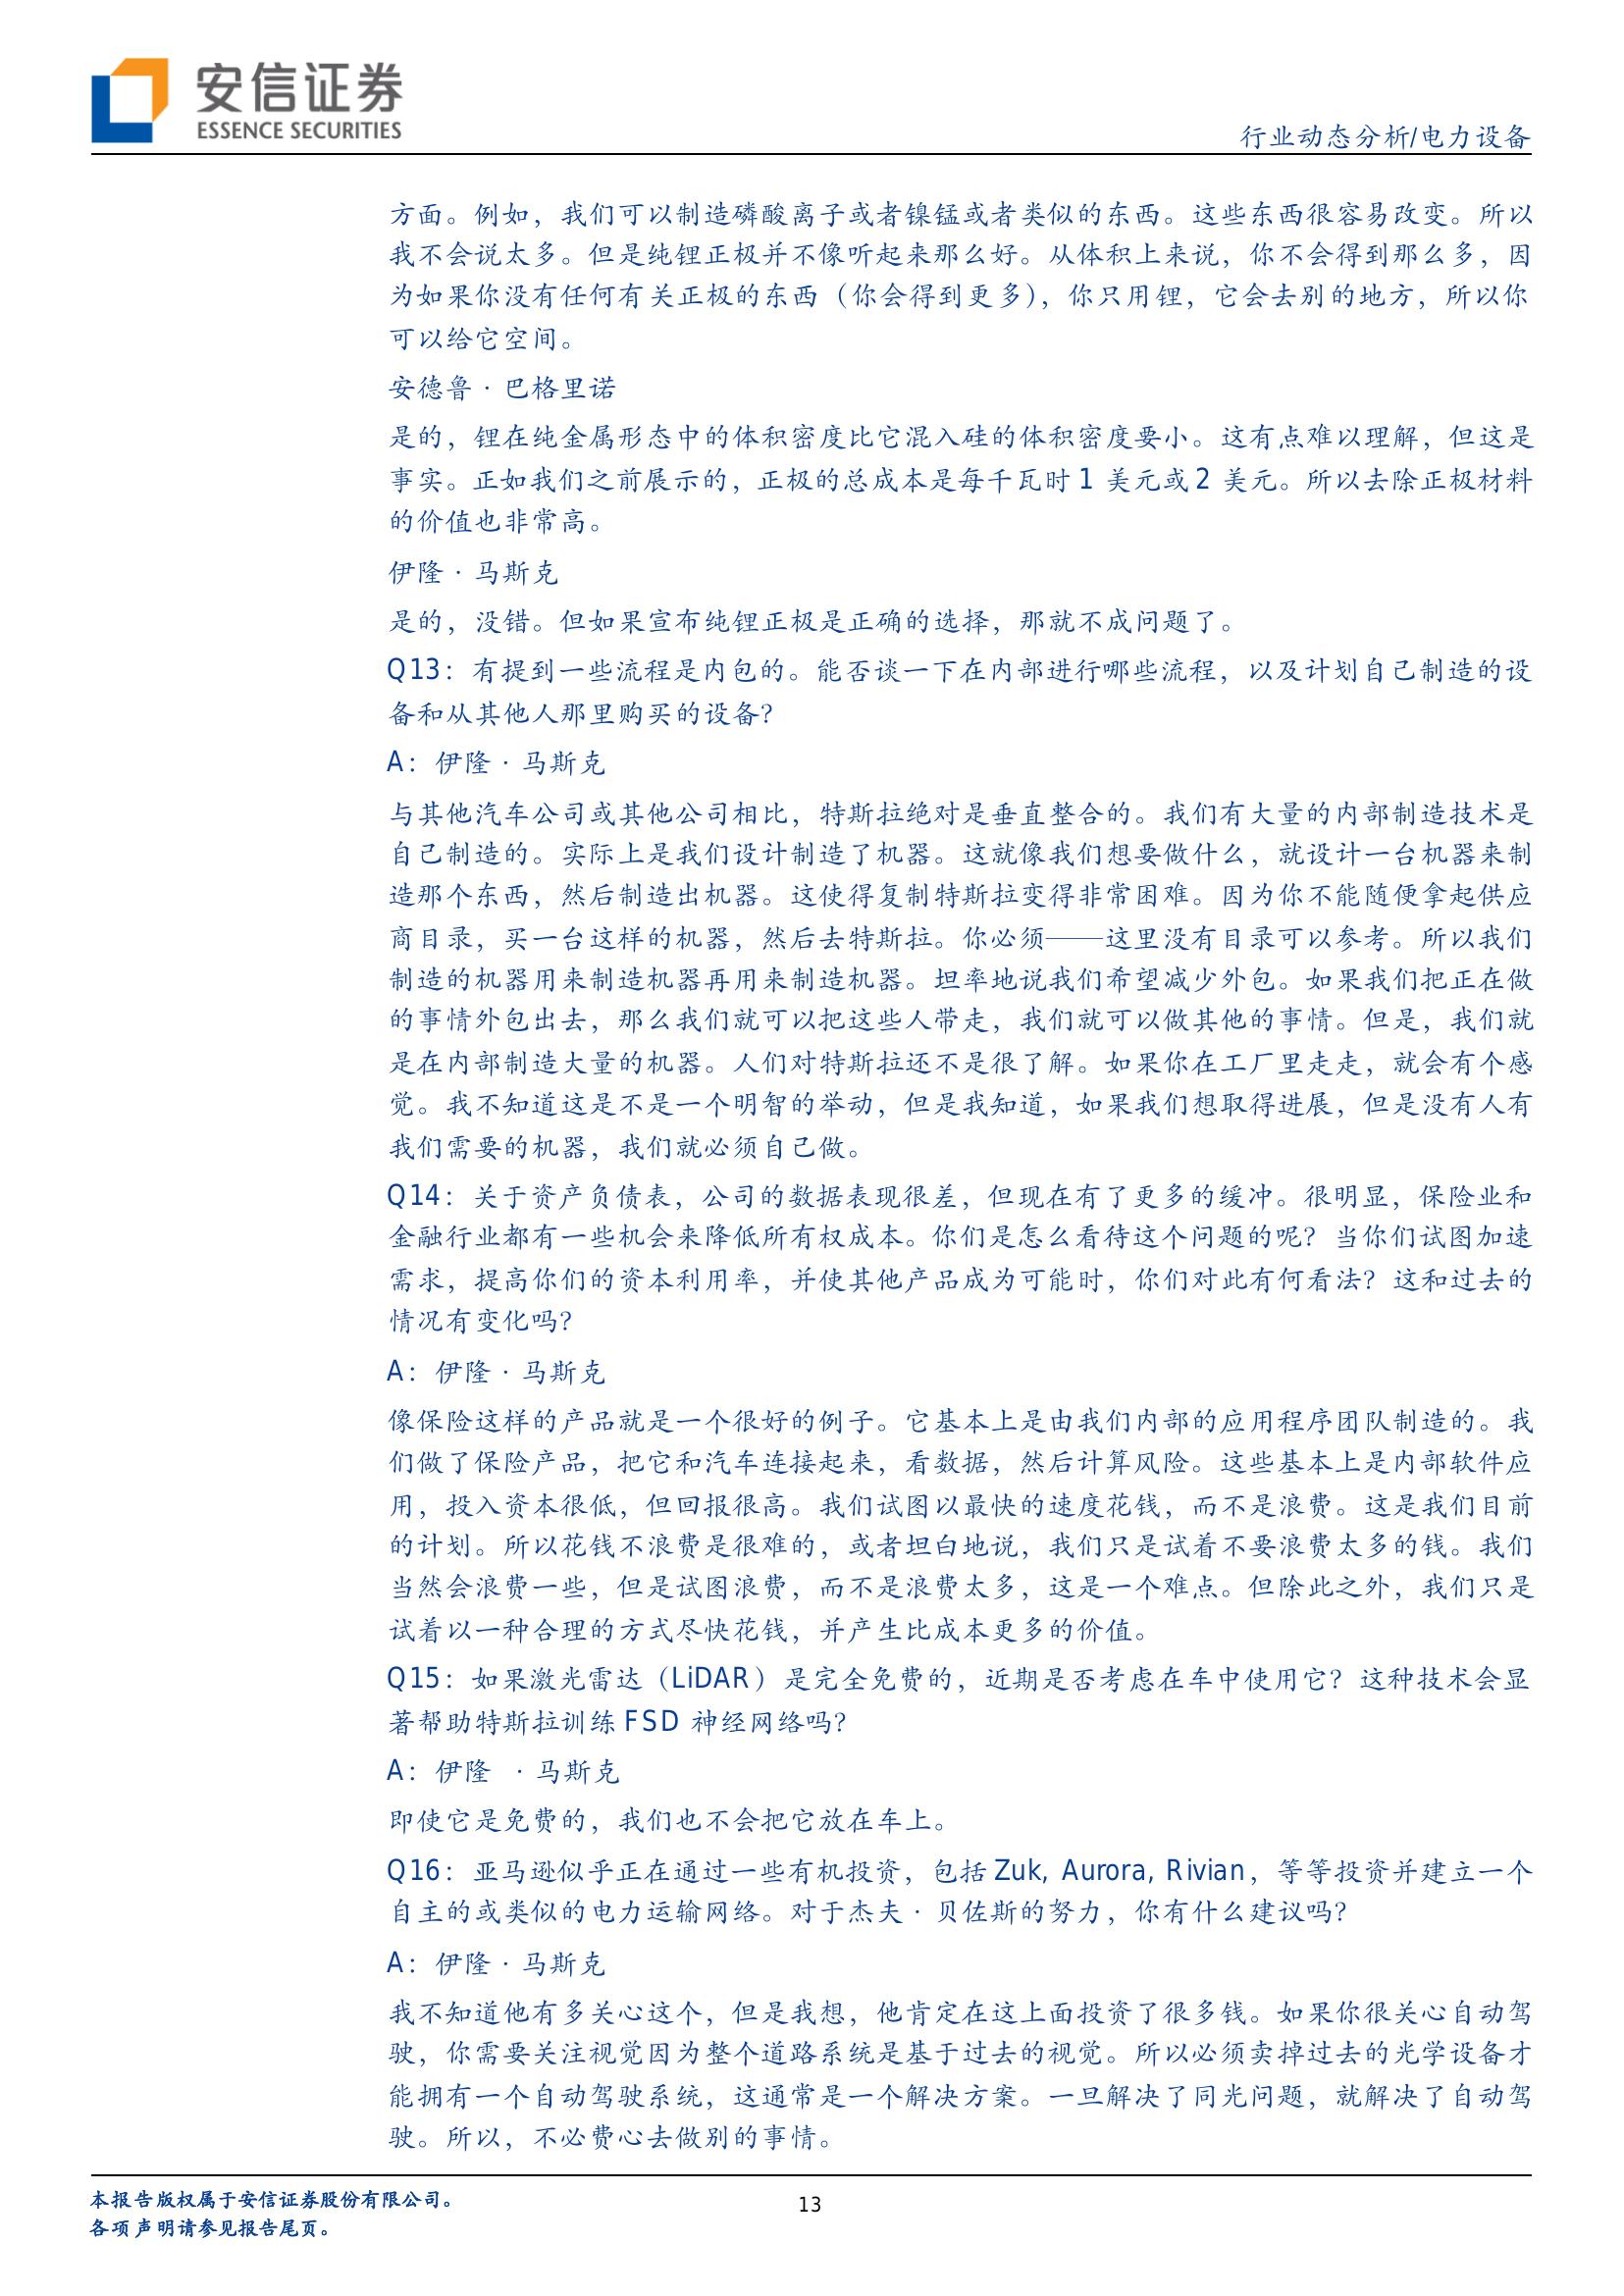 安信证券
ESSENCE SECURITIES
行业动态分析/电力设备
方面。例如，我们可以制造磷酸离子或者镍锰或者类似的东西。这些东西很容易改变。所以
我不会说太多。但是纯锂正极并不像听起来那么好。从体积上来说，你不会得到那么多，因
为如果你没有任何有关正极的东西（你会得到更多），你只用锂，它会去别的地方，所以你
可以给它空间。
安德鲁·巴格里诺
是的，锂在纯金属形态中的体积密度比它混入硅的体积密度要小。这有点难以理解，但这是
事实。正如我们之前展示的，正极的总成本是每千瓦时 1 美元或 2 美元。所以去除正极材料
的价值也非常高。
伊隆·马斯克
是的，没错。但如果宣布纯锂正极是正确的选择，那就不成问题了。
Q13：有提到一些流程是内包的。能否谈一下在内部进行哪些流程，以及计划自己制造的设
备和从其他人那里购买的设备？
A：伊隆·马斯克
与其他汽车公司或其他公司相比，特斯拉绝对是垂直整合的。我们有大量的内部制造技术是
自己制造的。实际上是我们设计制造了机器。这就像我们想要做什么，就设计一台机器来制
造那个东西，然后制造出机器。这使得复制特斯拉变得非常困难。因为你不能随便拿起供应
商目录，买一台这样的机器，然后去特斯拉。你必须——这里没有目录可以参考。所以我们
制造的机器用来制造机器再用来制造机器。坦率地说我们希望减少外包。如果我们把正在做
的事情外包出去，那么我们就可以把这些人带走，我们就可以做其他的事情。但是，我们就
是在内部制造大量的机器。人们对特斯拉还不是很了解。如果你在工厂里走走，就会有个感
觉。我不知道这是不是一个明智的举动，但是我知道，如果我们想取得进展，但是没有人有
我们需要的机器，我们就必须自己做。
Q14：关于资产负债表，公司的数据表现很差，但现在有了更多的缓冲。很明显，保险业和
金融行业都有一些机会来降低所有权成本。你们是怎么看待这个问题的呢？当你们试图加速
需求，提高你们的资本利用率，并使其他产品成为可能时，你们对此有何看法？这和过去的
情况有变化吗？
A：伊隆·马斯克
像保险这样的产品就是一个很好的例子。它基本上是由我们内部的应用程序团队制造的。我
们做了保险产品，把它和汽车连接起来，看数据，然后计算风险。这些基本上是内部软件应
用，投入资本很低，但回报很高。我们试图以最快的速度花钱，而不是浪费。这是我们目前
的计划。所以花钱不浪费是很难的，或者坦白地说，我们只是试着不要浪费太多的钱。我们
当然会浪费一些，但是试图浪费，而不是浪费太多，这是一个难点。但除此之外，我们只是
试着以一种合理的方式尽快花钱，并产生比成本更多的价值。
Q15：如果激光雷达（LiDAR）是完全免费的，近期是否考虑在车中使用它？这种技术会显
著帮助特斯拉训练 FSD 神经网络吗？
A：伊隆 ·马斯克
即使它是免费的，我们也不会把它放在车上。
Q16：亚马逊似乎正在通过一些有机投资，包括 Zuk, Aurora, Rivian，等等投资并建立一个
自主的或类似的电力运输网络。对于杰夫·贝佐斯的努力，你有什么建议吗？
A：伊隆·马斯克
我不知道他有多关心这个，但是我想，他肯定在这上面投资了很多钱。如果你很关心自动驾
驶，你需要关注视觉因为整个道路系统是基于过去的视觉。所以必须卖掉过去的光学设备才
能拥有一个自动驾驶系统，这通常是一个解决方案。一旦解决了同光问题，就解决了自动驾
驶。所以，不必费心去做别的事情。
本报告版权属于安信证券股份有限公司。
各项声明请参见报告尾页。
13